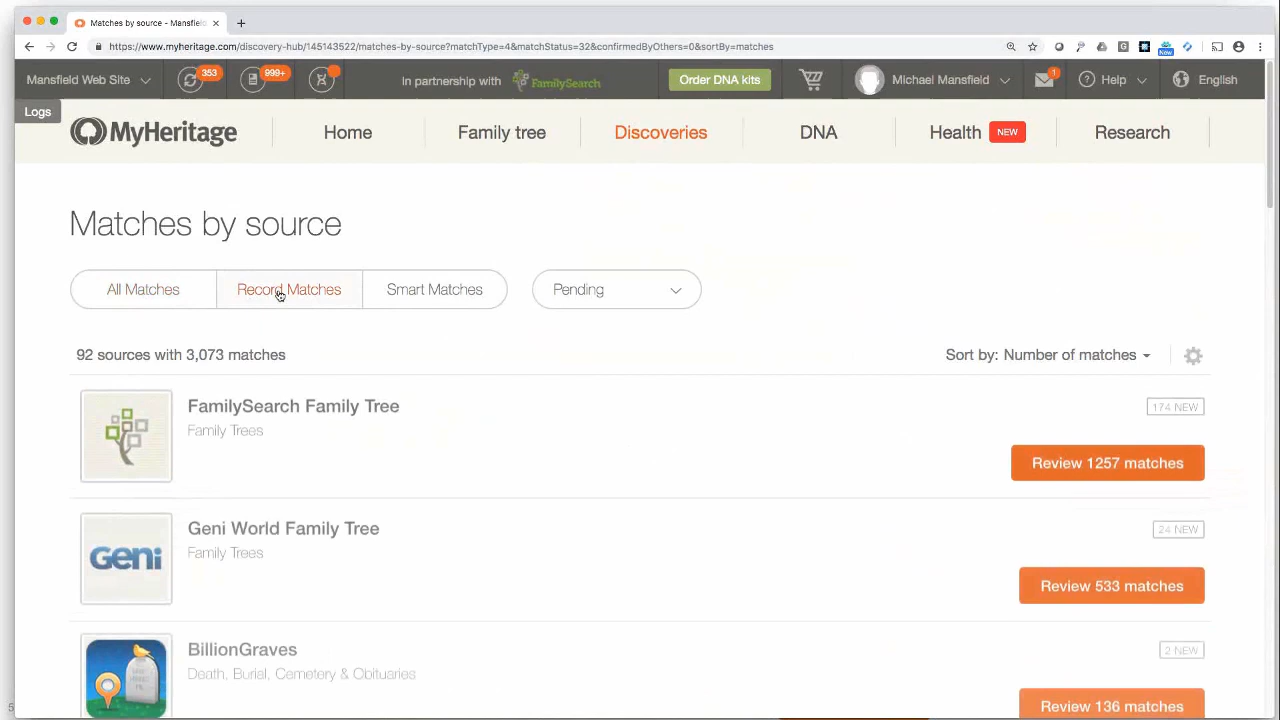 Matches by source - Mansfield
https://www.myheritage.com/discovery-hub/145143522/matches-by-source?matchType=4&matchStatus=32&confirmedByOthers=0&sortBy=matches
New
Mansfield Web Site
353
999+
In partnership with FamilySearch
Order DNA kits
Michael Mansfield
1
Help
English
Logs
MyHeritage
Home
Family tree
Discoveries
DNA
Health NEW
Research
Matches by source
All Matches
Record Matches
Smart Matches
Pending
92 sources with 3,073 matches
Sort by: Number of matches
FamilySearch Family Tree
174 NEW
Family Trees
Review 1257 matches
Geni World Family Tree
24 NEW
Geni
Family Trees
Review 533 matches
BillionGraves
2 NEW
Death, Burial, Cemetery & Obituaries
Review 136 matches
5